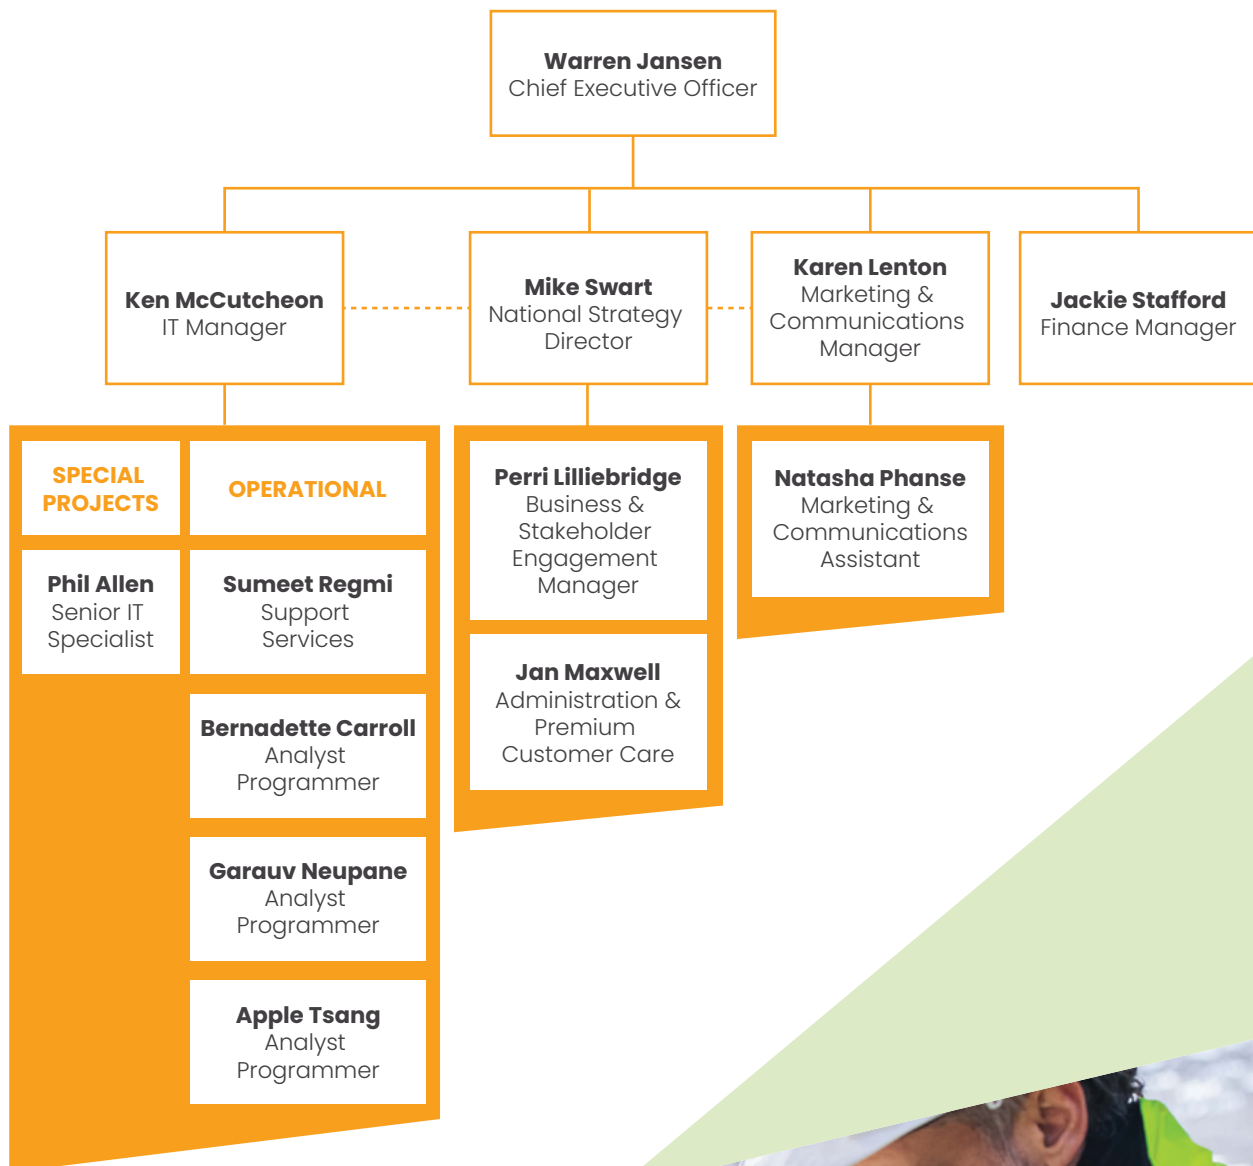 Warren Jansen
Chief Executive Officer
Ken McCutcheon
IT Manager
Mike Swart
National Strategy
Director
Karen Lenton
Marketing &
Communications
Manager
Jackie Stafford
Finance Manager
SPECIAL
PROJECTS
Phil Allen
Senior IT
Specialist
OPERATIONAL
Sumeet Regmi
Support
Services
Bernadette Carroll
Analyst
Programmer
Garauv Neupane
Analyst
Programmer
Apple Tsang
Analyst
Programmer
Perri Lilliebridge
Business &
Stakeholder
Engagement
Manager
Jan Maxwell
Administration &
Premium
Customer Care
Natasha Phanse
Marketing &
Communications
Assistant